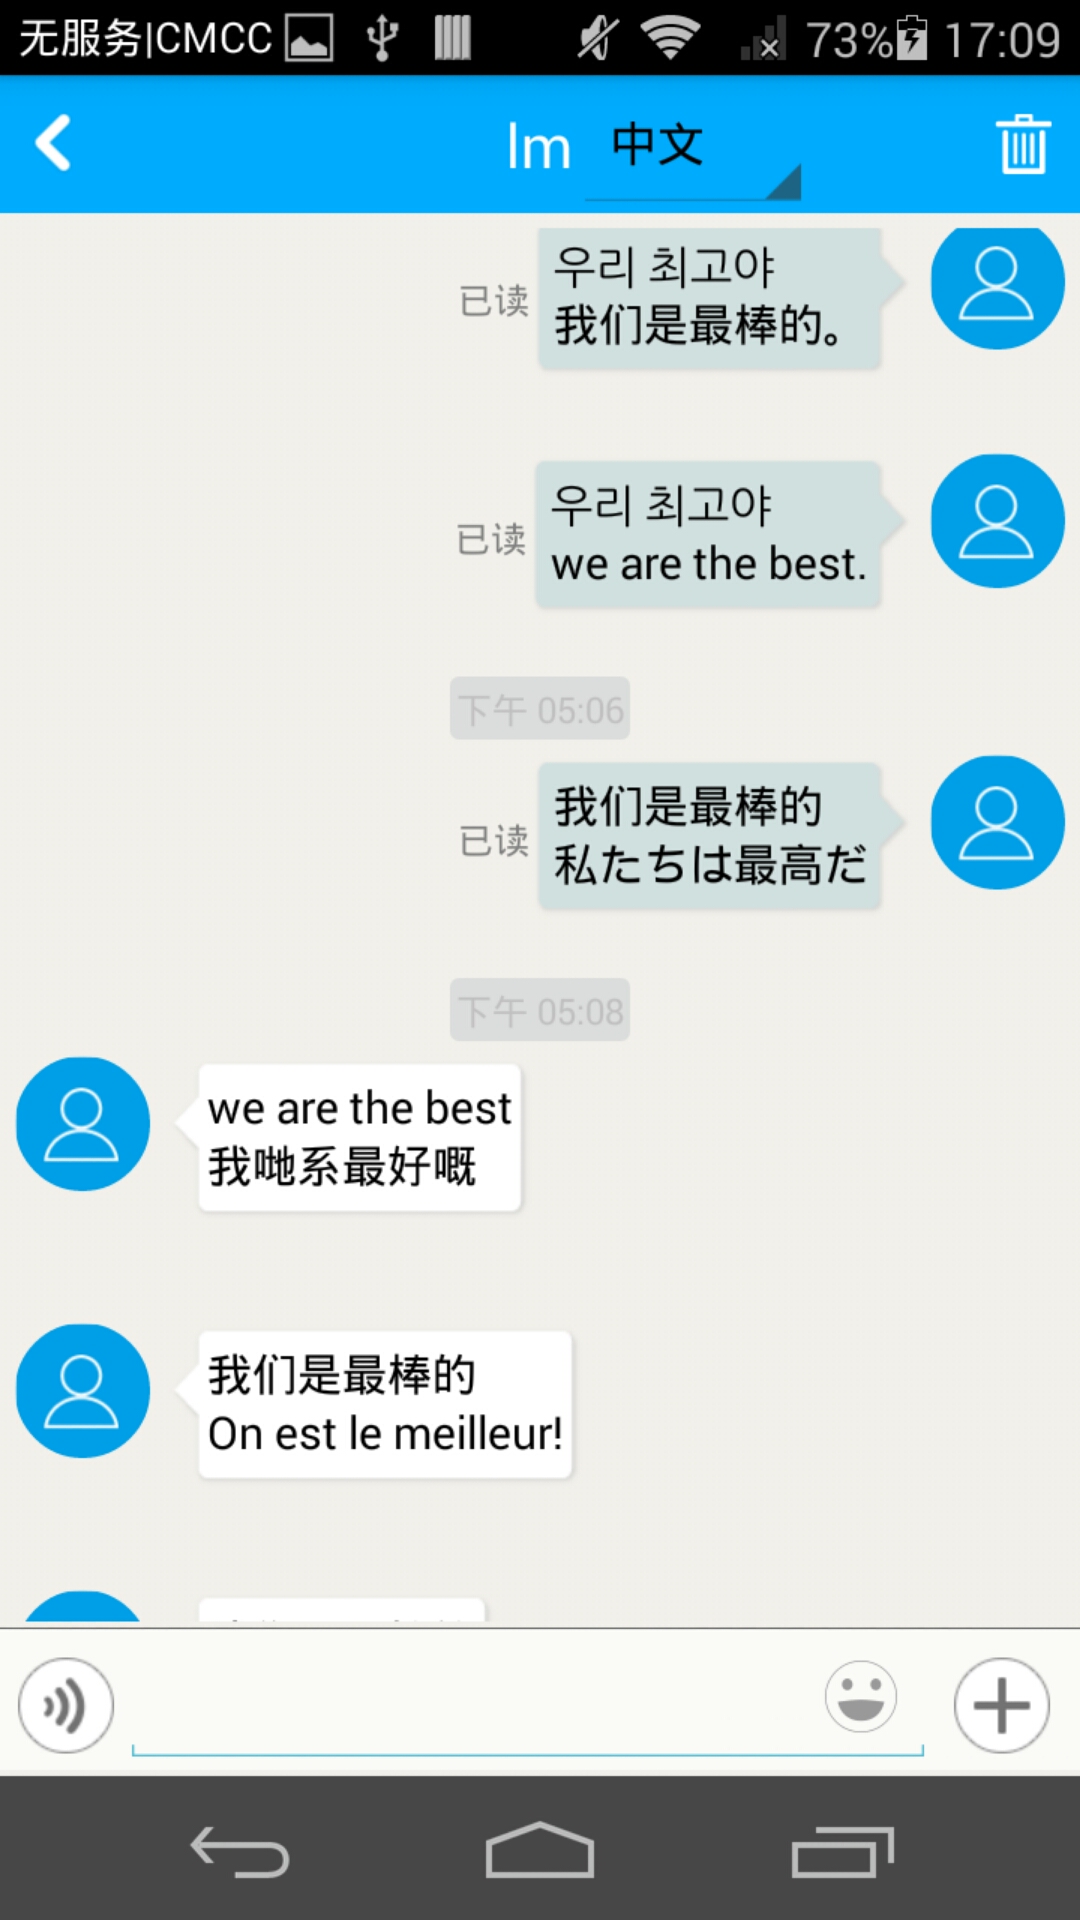 无服务|CMCC 73% 17:09
lm 中文
우리 최고야
我们是最棒的。
已读
우리 최고야
we are the best.
已读
下午 05:06
我们是最棒的
私たちは最高だ
已读
下午 05:08
we are the best
我哋系最好嘅
我们是最棒的
On est le meilleur!